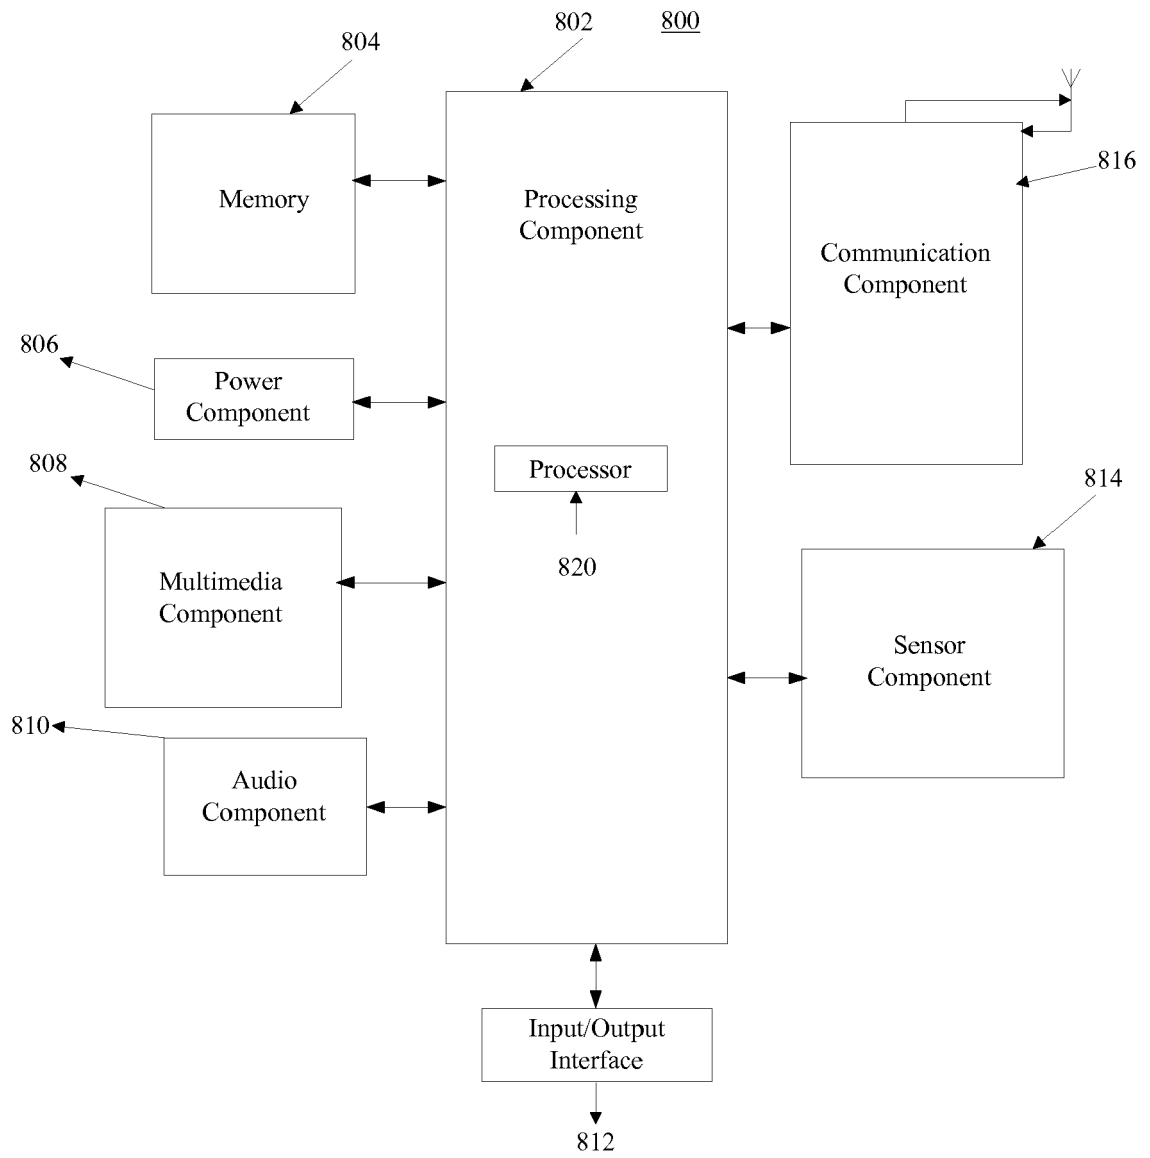 800
802
804
Memory
Processing
Component
816
Communication
Component
806
Power
Component
808
Processor
820
814
Multimedia
Component
Sensor
Component
810
Audio
Component
Input/Output
Interface
812